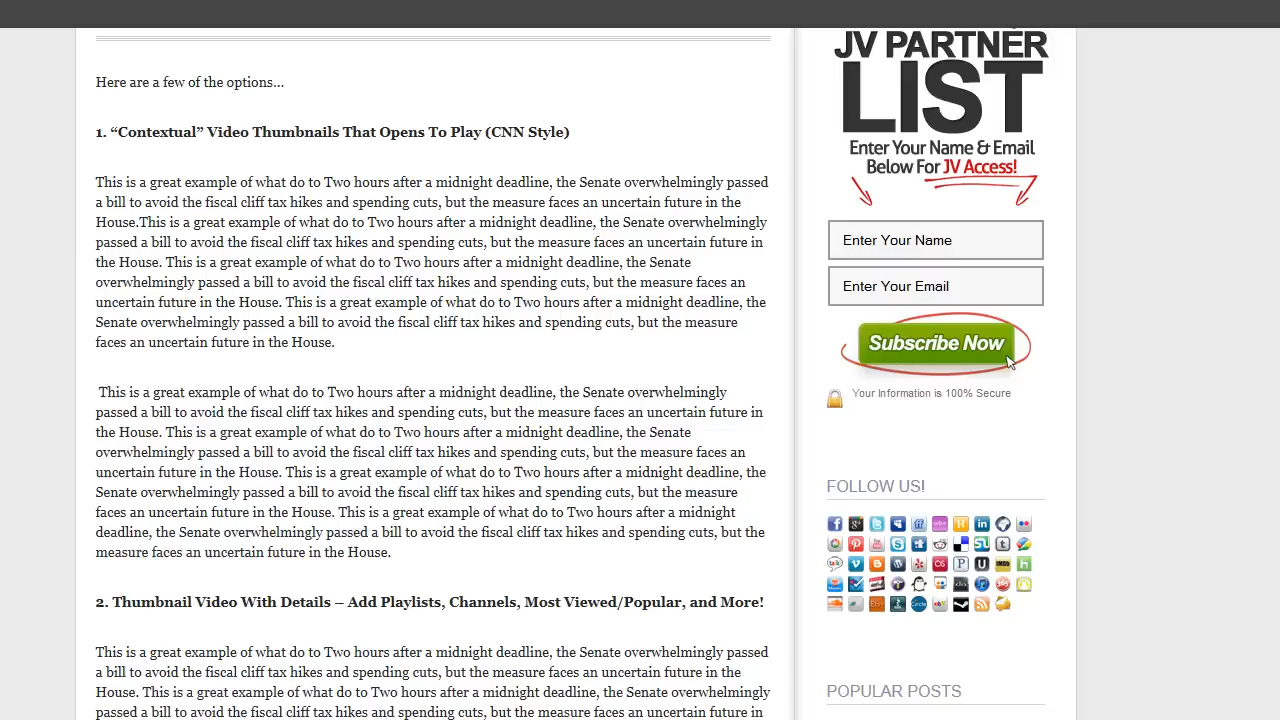 Here are a few of the options...
1. “Contextual” Video Thumbnails That Opens To Play (CNN Style)
This is a great example of what do to Two hours after a midnight deadline, the Senate overwhelmingly passed
a bill to avoid the fiscal cliff tax hikes and spending cuts, but the measure faces an uncertain future in the
House.This is a great example of what do to Two hours after a midnight deadline, the Senate overwhelmingly
passed a bill to avoid the fiscal cliff tax hikes and spending cuts, but the measure faces an uncertain future in
the House. This is a great example of what do to Two hours after a midnight deadline, the Senate
overwhelmingly passed a bill to avoid the fiscal cliff tax hikes and spending cuts, but the measure faces an
uncertain future in the House. This is a great example of what do to Two hours after a midnight deadline, the
Senate overwhelmingly passed a bill to avoid the fiscal cliff tax hikes and spending cuts, but the measure
faces an uncertain future in the House.
This is a great example of what do to Two hours after a midnight deadline, the Senate overwhelmingly
passed a bill to avoid the fiscal cliff tax hikes and spending cuts, but the measure faces an uncertain future in
the House. This is a great example of what do to Two hours after a midnight deadline, the Senate
overwhelmingly passed a bill to avoid the fiscal cliff tax hikes and spending cuts, but the measure faces an
uncertain future in the House. This is a great example of what do to Two hours after a midnight deadline, the
Senate overwhelmingly passed a bill to avoid the fiscal cliff tax hikes and spending cuts, but the measure
faces an uncertain future in the House. This is a great example of what do to Two hours after a midnight
deadline, the Senate overwhelmingly passed a bill to avoid the fiscal cliff tax hikes and spending cuts, but the
measure faces an uncertain future in the House.
2. Thumbnail Video With Details – Add Playlists, Channels, Most Viewed/Popular, and More!
This is a great example of what do to Two hours after a midnight deadline, the Senate overwhelmingly passed
a bill to avoid the fiscal cliff tax hikes and spending cuts, but the measure faces an uncertain future in the
House. This is a great example of what do to Two hours after a midnight deadline, the Senate overwhelmingly
passed a bill to avoid the fiscal cliff tax hikes and spending cuts, but the measure faces an uncertain future in
JV PARTNER
LIST
Enter Your Name & Email
Below For JV Access!
Enter Your Name
Enter Your Email
Subscribe Now
Your Information is 100% Secure
FOLLOW US!
POPULAR POSTS